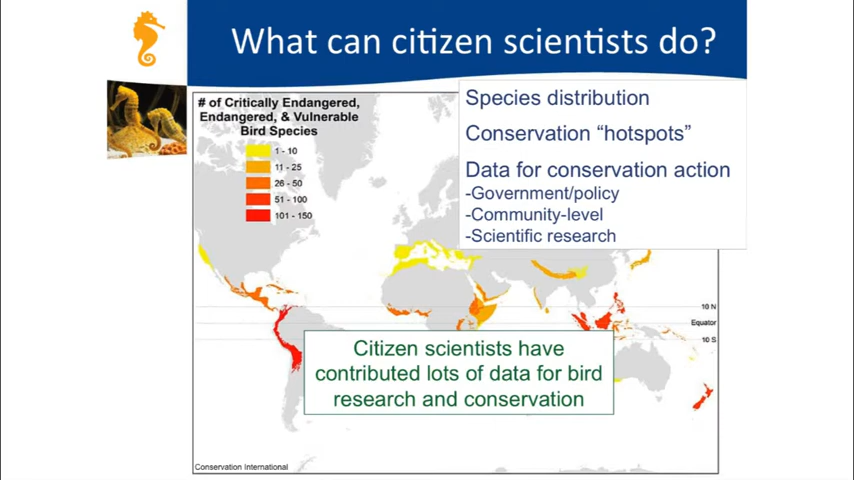 What can citizen scientists do?
# of Critically Endangered,
Endangered, & Vulnerable
Bird Species
1 - 10
11 - 25
26 - 50
51 - 100
101 - 150
Species distribution
Conservation “hotspots”
Data for conservation action
-Government/policy
-Community-level
-Scientific research
10 N
Equator
10 S
Citizen scientists have
contributed lots of data for bird
research and conservation
Conservation International